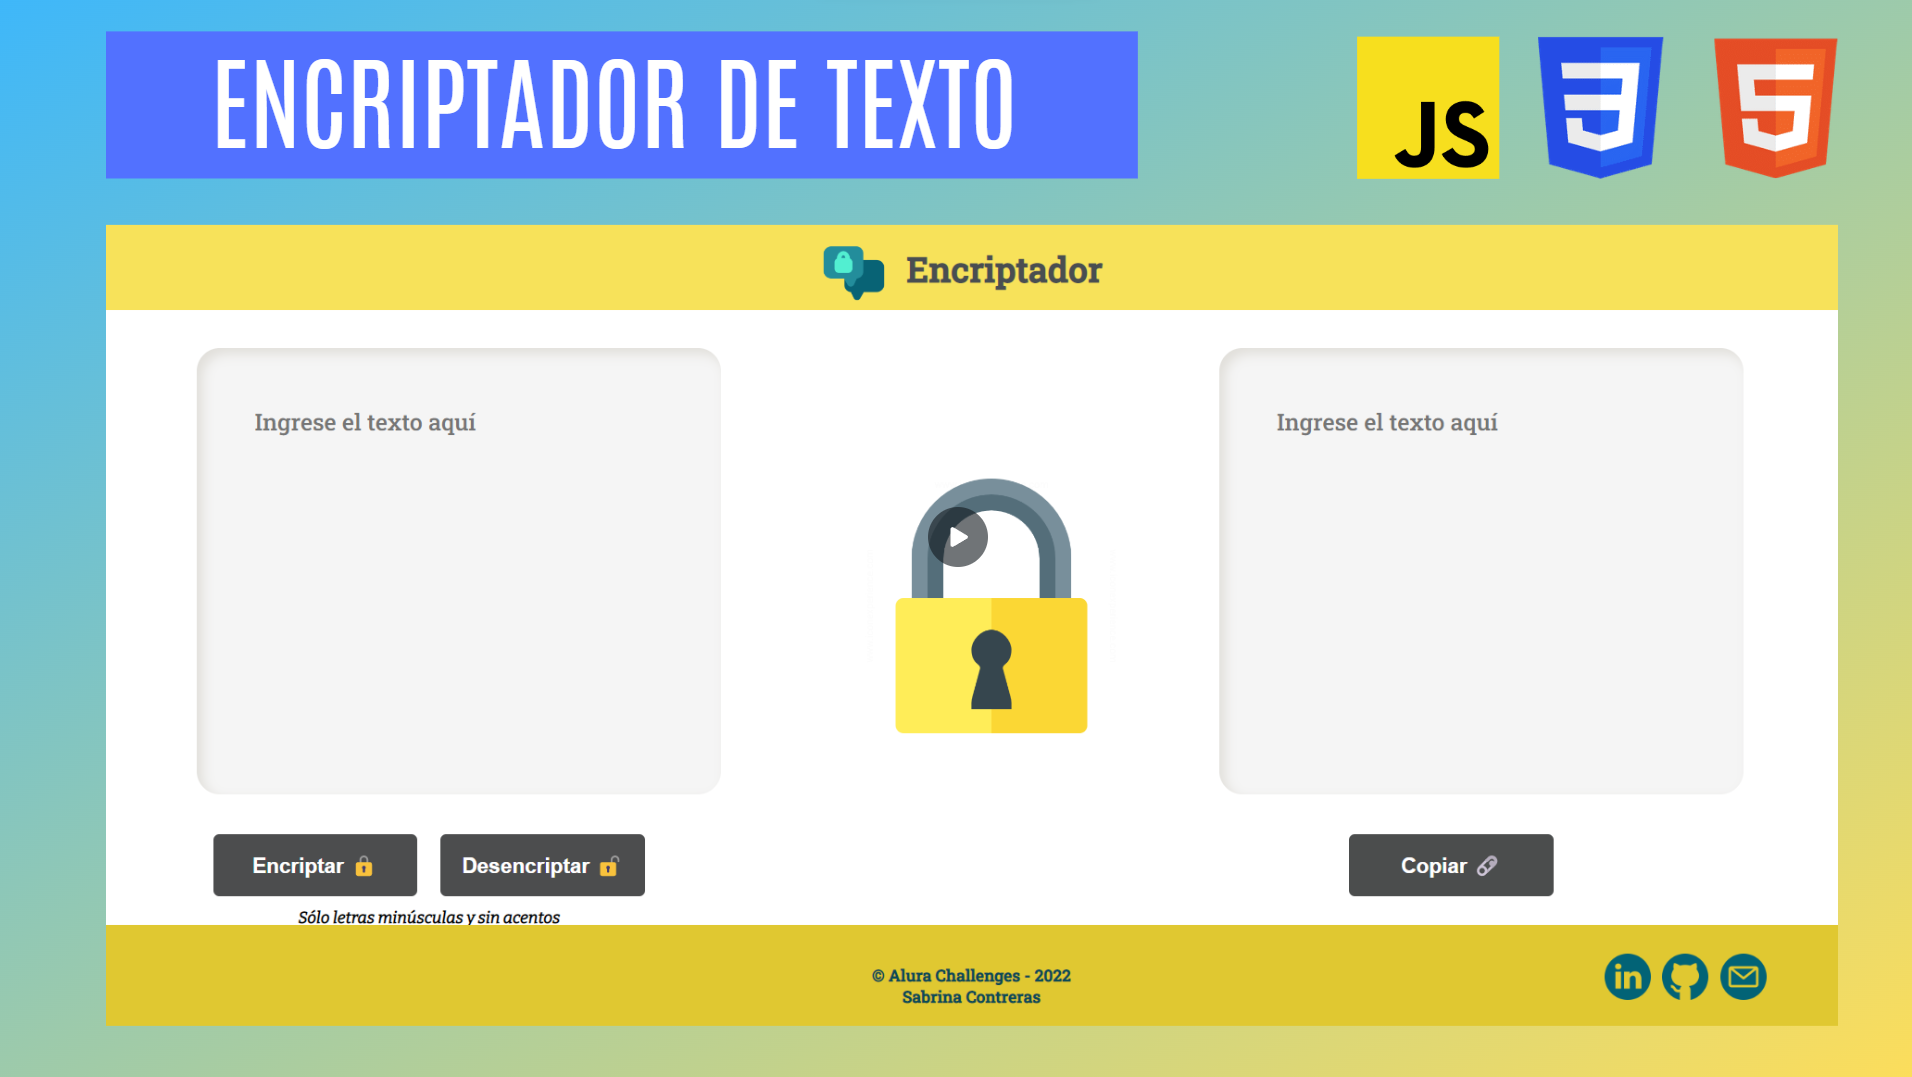 ENCRIPTADOR DE TEXTO
JS
Encriptador
Ingrese el texto aquí
Ingrese el texto aquí
Encriptar
Desencriptar
Copiar
Sólo letras minúsculas y sin acentos
© Alura Challenges - 2022
Sabrina Contreras
in